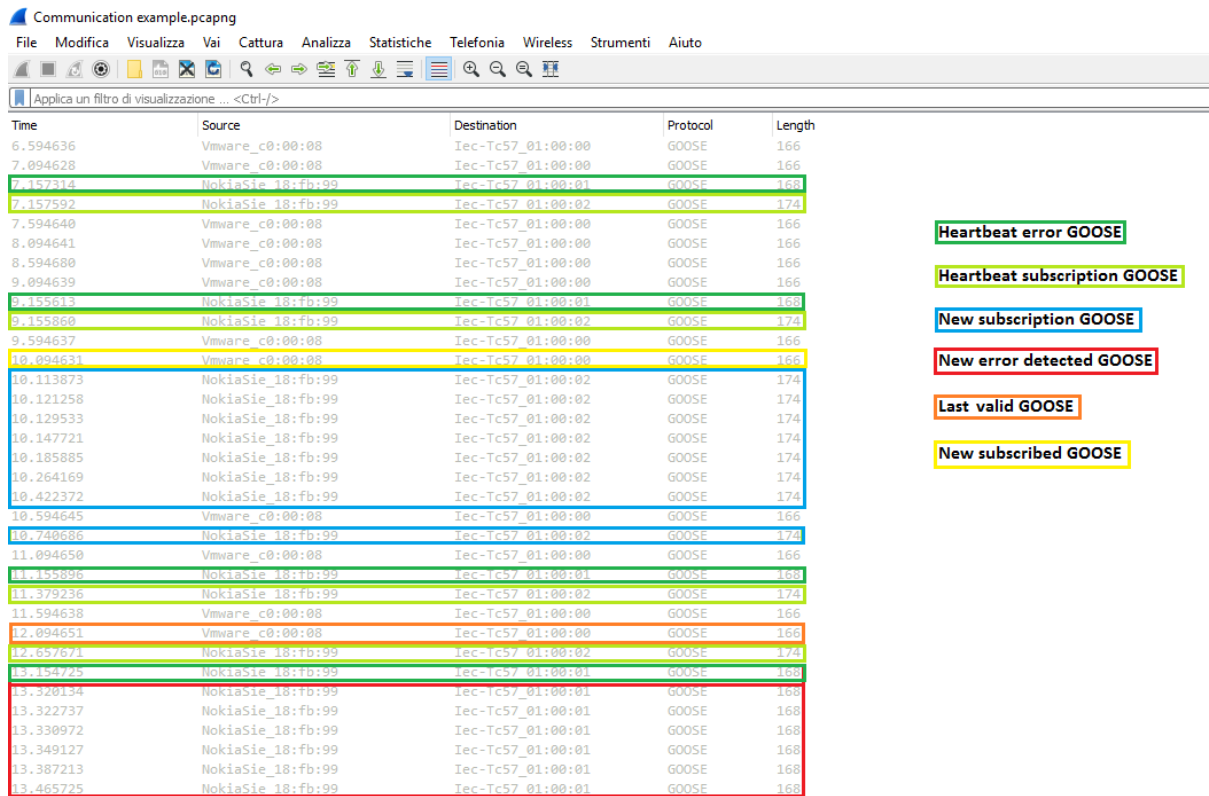 Communication example.pcapng
File Modifica Visualizza Vai Cattura Analizza Statistiche Telefonia Wireless Strumenti Aiuto
Applica un filtro di visualizzazione ... <Ctrl-/>
Time Source Destination Protocol Length
6.594636 Vmware_c0:00:08 Iec-Tc57_01:00:00 GOOSE 166
7.094628 Vmware_c0:00:08 Iec-Tc57_01:00:00 GOOSE 166
7.157314 NokiaSie_18:fb:99 Iec-Tc57_01:00:01 GOOSE 168
7.157592 NokiaSie_18:fb:99 Iec-Tc57_01:00:02 GOOSE 174
7.594640 Vmware_c0:00:08 Iec-Tc57_01:00:00 GOOSE 166
8.094641 Vmware_c0:00:08 Iec-Tc57_01:00:00 GOOSE 166
8.594680 Vmware_c0:00:08 Iec-Tc57_01:00:00 GOOSE 166
9.094639 Vmware_c0:00:08 Iec-Tc57_01:00:00 GOOSE 166
9.155613 NokiaSie_18:fb:99 Iec-Tc57_01:00:01 GOOSE 168
9.155860 NokiaSie_18:fb:99 Iec-Tc57_01:00:02 GOOSE 174
9.594637 Vmware_c0:00:08 Iec-Tc57_01:00:00 GOOSE 166
10.094631 Vmware_c0:00:08 Iec-Tc57_01:00:00 GOOSE 166
10.113873 NokiaSie_18:fb:99 Iec-Tc57_01:00:02 GOOSE 174
10.121258 NokiaSie_18:fb:99 Iec-Tc57_01:00:02 GOOSE 174
10.129533 NokiaSie_18:fb:99 Iec-Tc57_01:00:02 GOOSE 174
10.147721 NokiaSie_18:fb:99 Iec-Tc57_01:00:02 GOOSE 174
10.185885 NokiaSie_18:fb:99 Iec-Tc57_01:00:02 GOOSE 174
10.264169 NokiaSie_18:fb:99 Iec-Tc57_01:00:02 GOOSE 174
10.422372 NokiaSie_18:fb:99 Iec-Tc57_01:00:02 GOOSE 174
10.594645 Vmware_c0:00:08 Iec-Tc57_01:00:00 GOOSE 166
10.740686 NokiaSie_18:fb:99 Iec-Tc57_01:00:02 GOOSE 174
11.094650 Vmware_c0:00:08 Iec-Tc57_01:00:00 GOOSE 166
11.155896 NokiaSie_18:fb:99 Iec-Tc57_01:00:01 GOOSE 168
11.379236 NokiaSie_18:fb:99 Iec-Tc57_01:00:02 GOOSE 174
11.594638 Vmware_c0:00:08 Iec-Tc57_01:00:00 GOOSE 166
12.094651 Vmware_c0:00:08 Iec-Tc57_01:00:00 GOOSE 166
12.657671 NokiaSie_18:fb:99 Iec-Tc57_01:00:02 GOOSE 174
13.154725 NokiaSie_18:fb:99 Iec-Tc57_01:00:01 GOOSE 168
13.320134 NokiaSie_18:fb:99 Iec-Tc57_01:00:01 GOOSE 168
13.322737 NokiaSie_18:fb:99 Iec-Tc57_01:00:01 GOOSE 168
13.330972 NokiaSie_18:fb:99 Iec-Tc57_01:00:01 GOOSE 168
13.349127 NokiaSie_18:fb:99 Iec-Tc57_01:00:01 GOOSE 168
13.387213 NokiaSie_18:fb:99 Iec-Tc57_01:00:01 GOOSE 168
13.465725 NokiaSie_18:fb:99 Iec-Tc57_01:00:01 GOOSE 168
Heartbeat error GOOSE
Heartbeat subscription GOOSE
New subscription GOOSE
New error detected GOOSE
Last valid GOOSE
New subscribed GOOSE